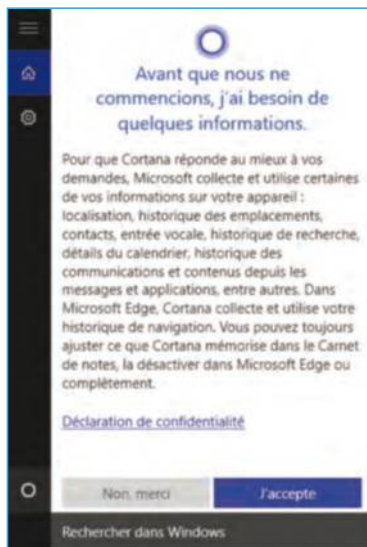 Avant que nous ne
commencions, j'ai besoin de
quelques informations.
Pour que Cortana réponde au mieux à vos
demandes, Microsoft collecte et utilise certaines
de vos informations sur votre appareil :
localisation, historique des emplacements,
contacts, entrée vocale, historique de recherche,
détails du calendrier, historique des
communications et contenus depuis les
messages et applications, entre autres. Dans
Microsoft Edge, Cortana collecte et utilise votre
historique de navigation. Vous pouvez toujours
ajuster ce que Cortana mémorise dans le Carnet
de notes, la désactiver dans Microsoft Edge ou
complètement.
Déclaration de confidentialité
Non, merci
J'accepte
Rechercher dans Windows